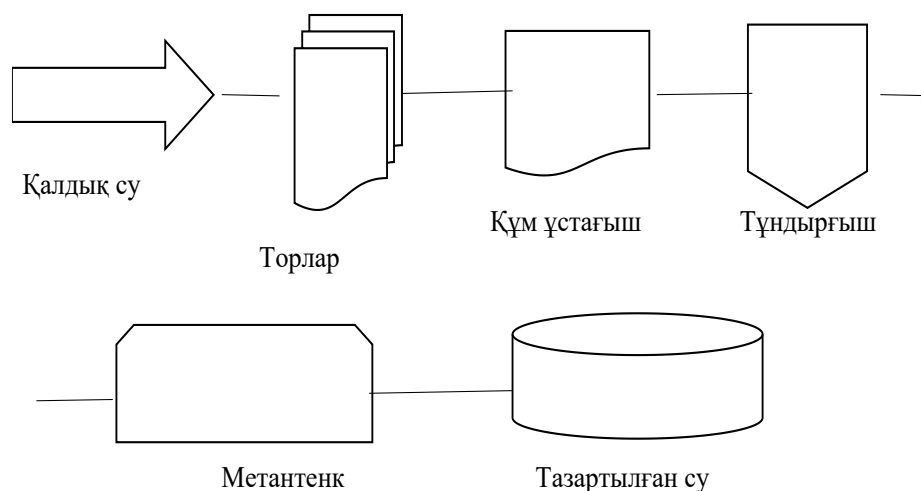 Қалдық су
Торлар
Құм ұстағыш
Тұндырғыш
Метантенк
Тазартылған су